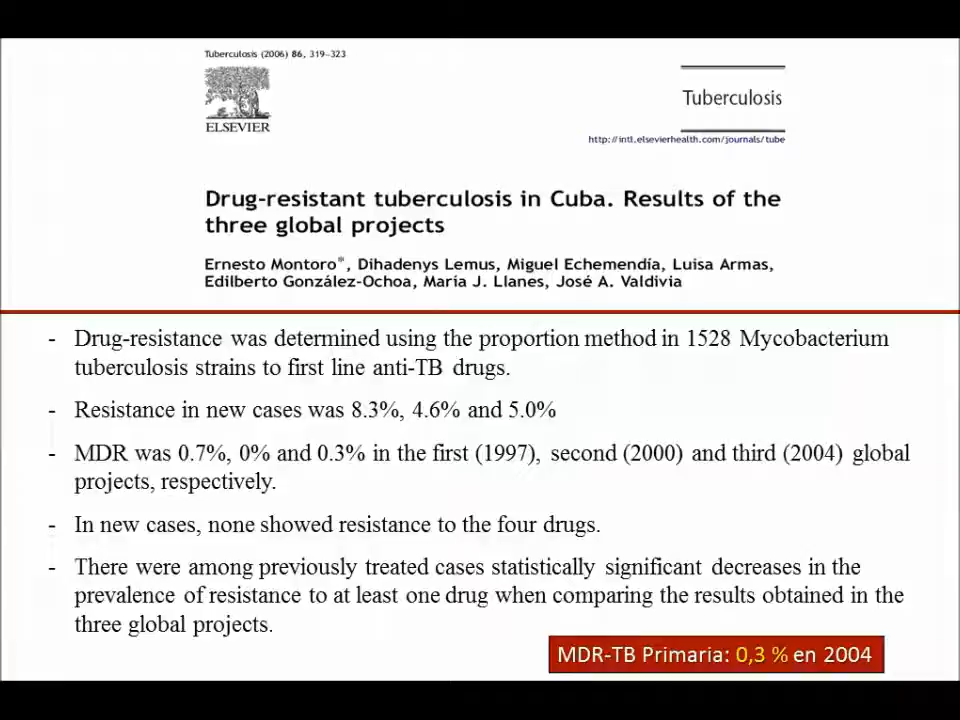 Tuberculosis (2006) 86, 319–323
ELSEVIER
Tuberculosis
http://intl.elsevierhealth.com/journals/tube
Drug-resistant tuberculosis in Cuba. Results of the
three global projects
Ernesto Montoro*, Dihadenys Lemus, Miguel Echemendía, Luisa Armas,
Edilberto González-Ochoa, María J. Llanes, José A. Valdivia
- Drug-resistance was determined using the proportion method in 1528 Mycobacterium
tuberculosis strains to first line anti-TB drugs.
- Resistance in new cases was 8.3%, 4.6% and 5.0%
- MDR was 0.7%, 0% and 0.3% in the first (1997), second (2000) and third (2004) global
projects, respectively.
- In new cases, none showed resistance to the four drugs.
- There were among previously treated cases statistically significant decreases in the
prevalence of resistance to at least one drug when comparing the results obtained in the
three global projects.
MDR-TB Primaria: 0,3 % en 2004